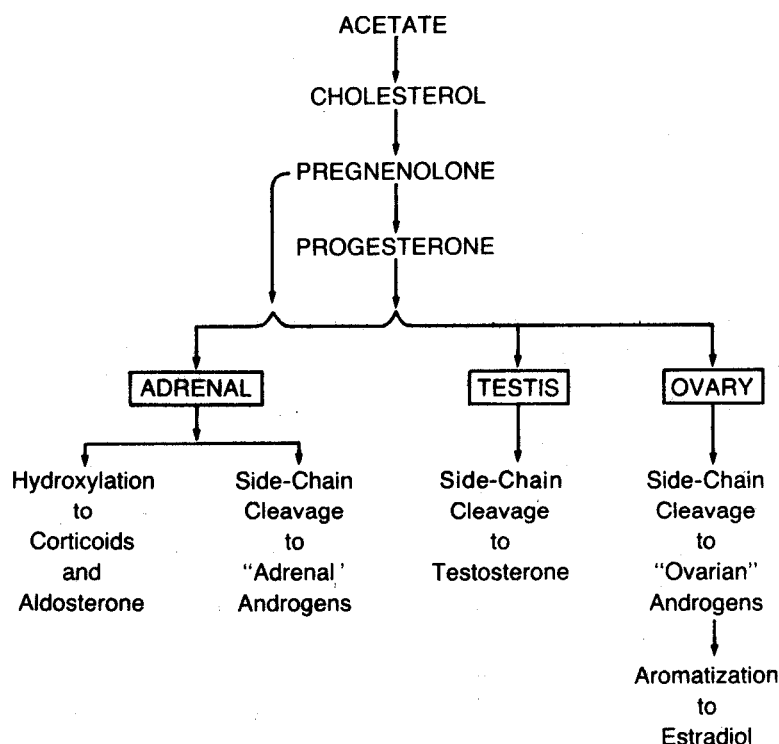 ACETATE
CHOLESTEROL
PREGNENOLONE
PROGESTERONE
ADRENAL
TESTIS
OVARY
Hydroxylation
to
Corticoids
and
Aldosterone
Side-Chain
Cleavage
to
"Adrenal '
Androgens
Side-Chain
Cleavage
to
Testosterone
Side-Chain
Cleavage
to
"Ovarian"
Androgens
Aromatization
to
Estradiol